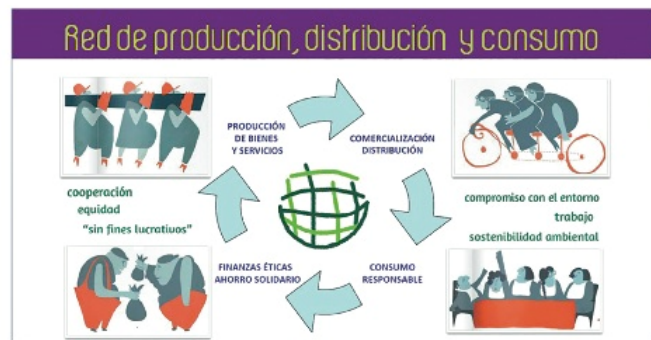 Red de producción, distribución y consumo
PRODUCCIÓN
DE BIENES
Y SERVICIOS
COMERCIALIZACIÓN
DISTRIBUCIÓN
cooperación
equidad
“sin fines lucrativos”
compromiso con el entorno
trabajo
sostenibilidad ambiental
FINANZAS ÉTICAS
AHORRO SOLIDARIO
CONSUMO
RESPONSABLE